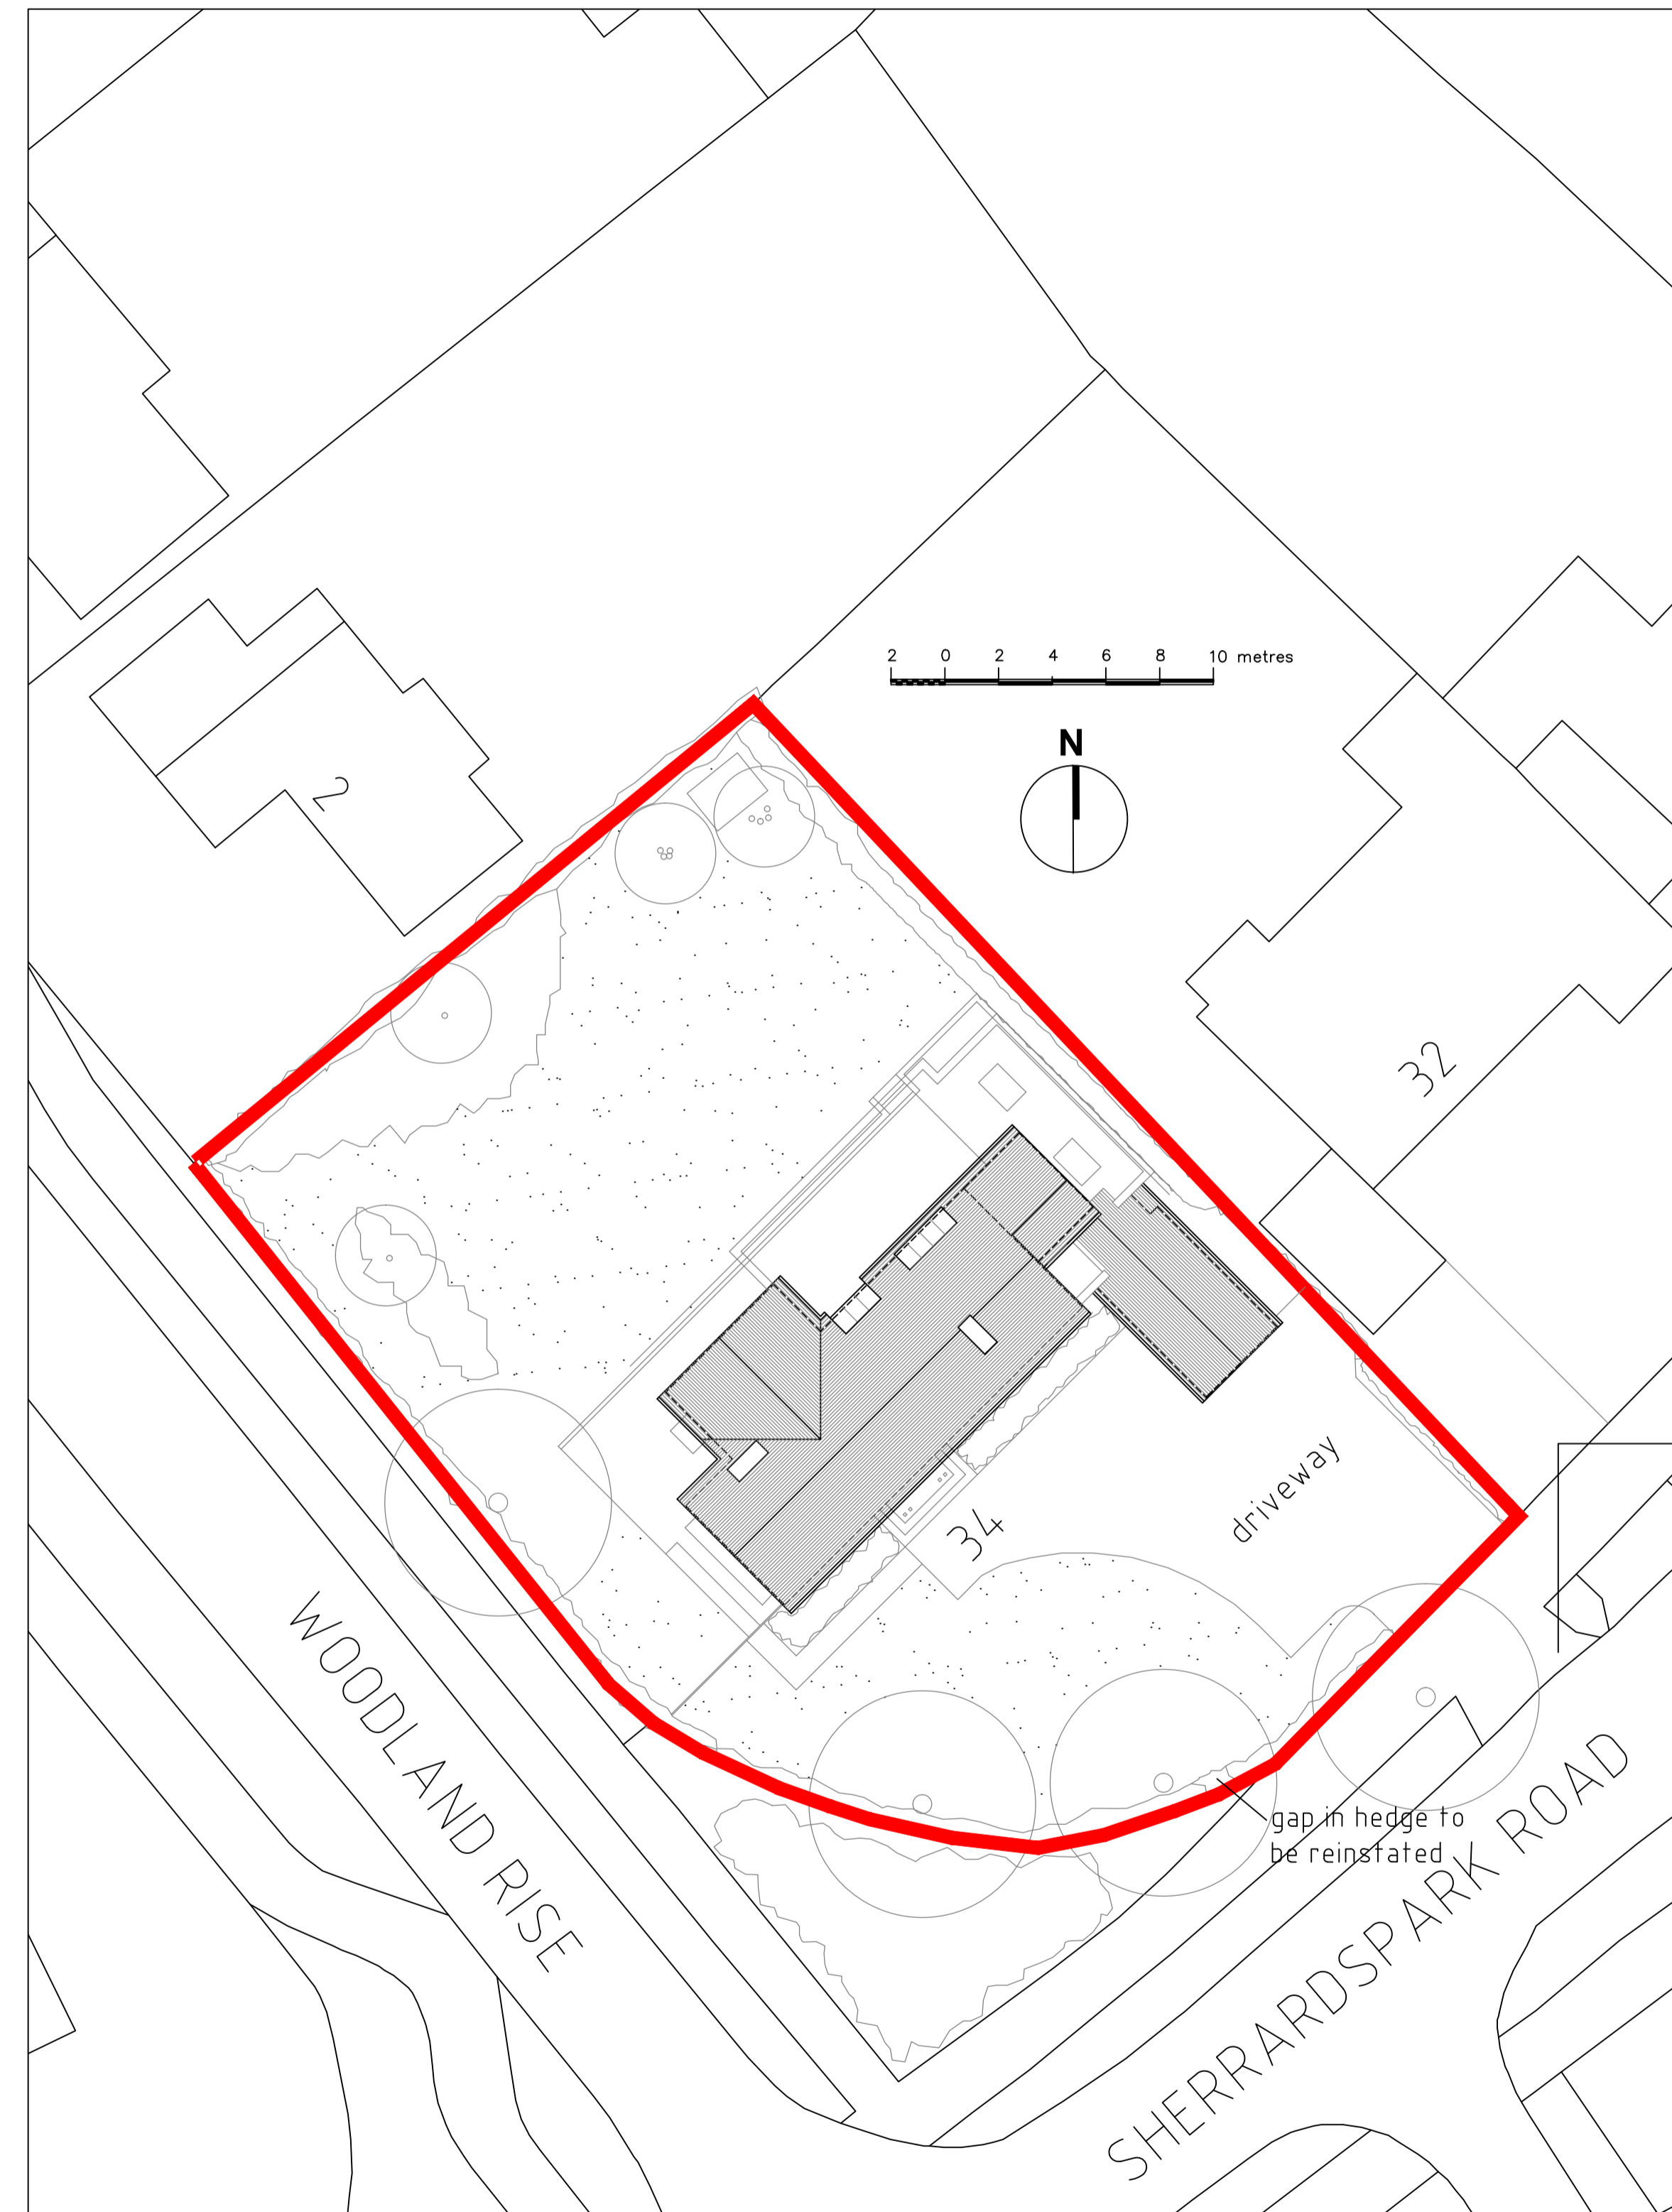 2 0 2 4 6 8 10 metres
N
2
32
34
driveway
WOODLAND RISE
gap in hedge to
be reinstated
SHERRARDSPARK ROAD